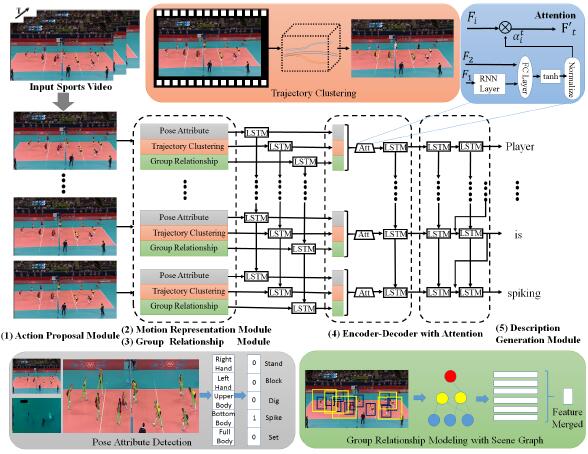 T
Input Sports Video
Trajectory Clustering
Attention
F_i
α_i^t
F'_t
F_2
F_1
RNN
Layer
FC Layer
tanh
Normalize
Pose Attribute
Trajectory Clustering
Group Relationship
LSTM
LSTM
LSTM
Att
LSTM
LSTM
LSTM
Player
Pose Attribute
Trajectory Clustering
Group Relationship
LSTM
LSTM
LSTM
Att
LSTM
LSTM
LSTM
is
Pose Attribute
Trajectory Clustering
Group Relationship
LSTM
LSTM
LSTM
Att
LSTM
LSTM
LSTM
spiking
(1) Action Proposal Module
(2) Motion Representation Module
(3) Group Relationship Module
(4) Encoder-Decoder with Attention
(5) Description
Generation Module
Right
Hand
Left
Hand
Upper
Body
Bottom
Body
Full
Body
0 Stand
0 Block
0 Dig
1 Spike
0 Set
Pose Attribute Detection
Feature
Merged
Group Relationship Modeling with Scene Graph